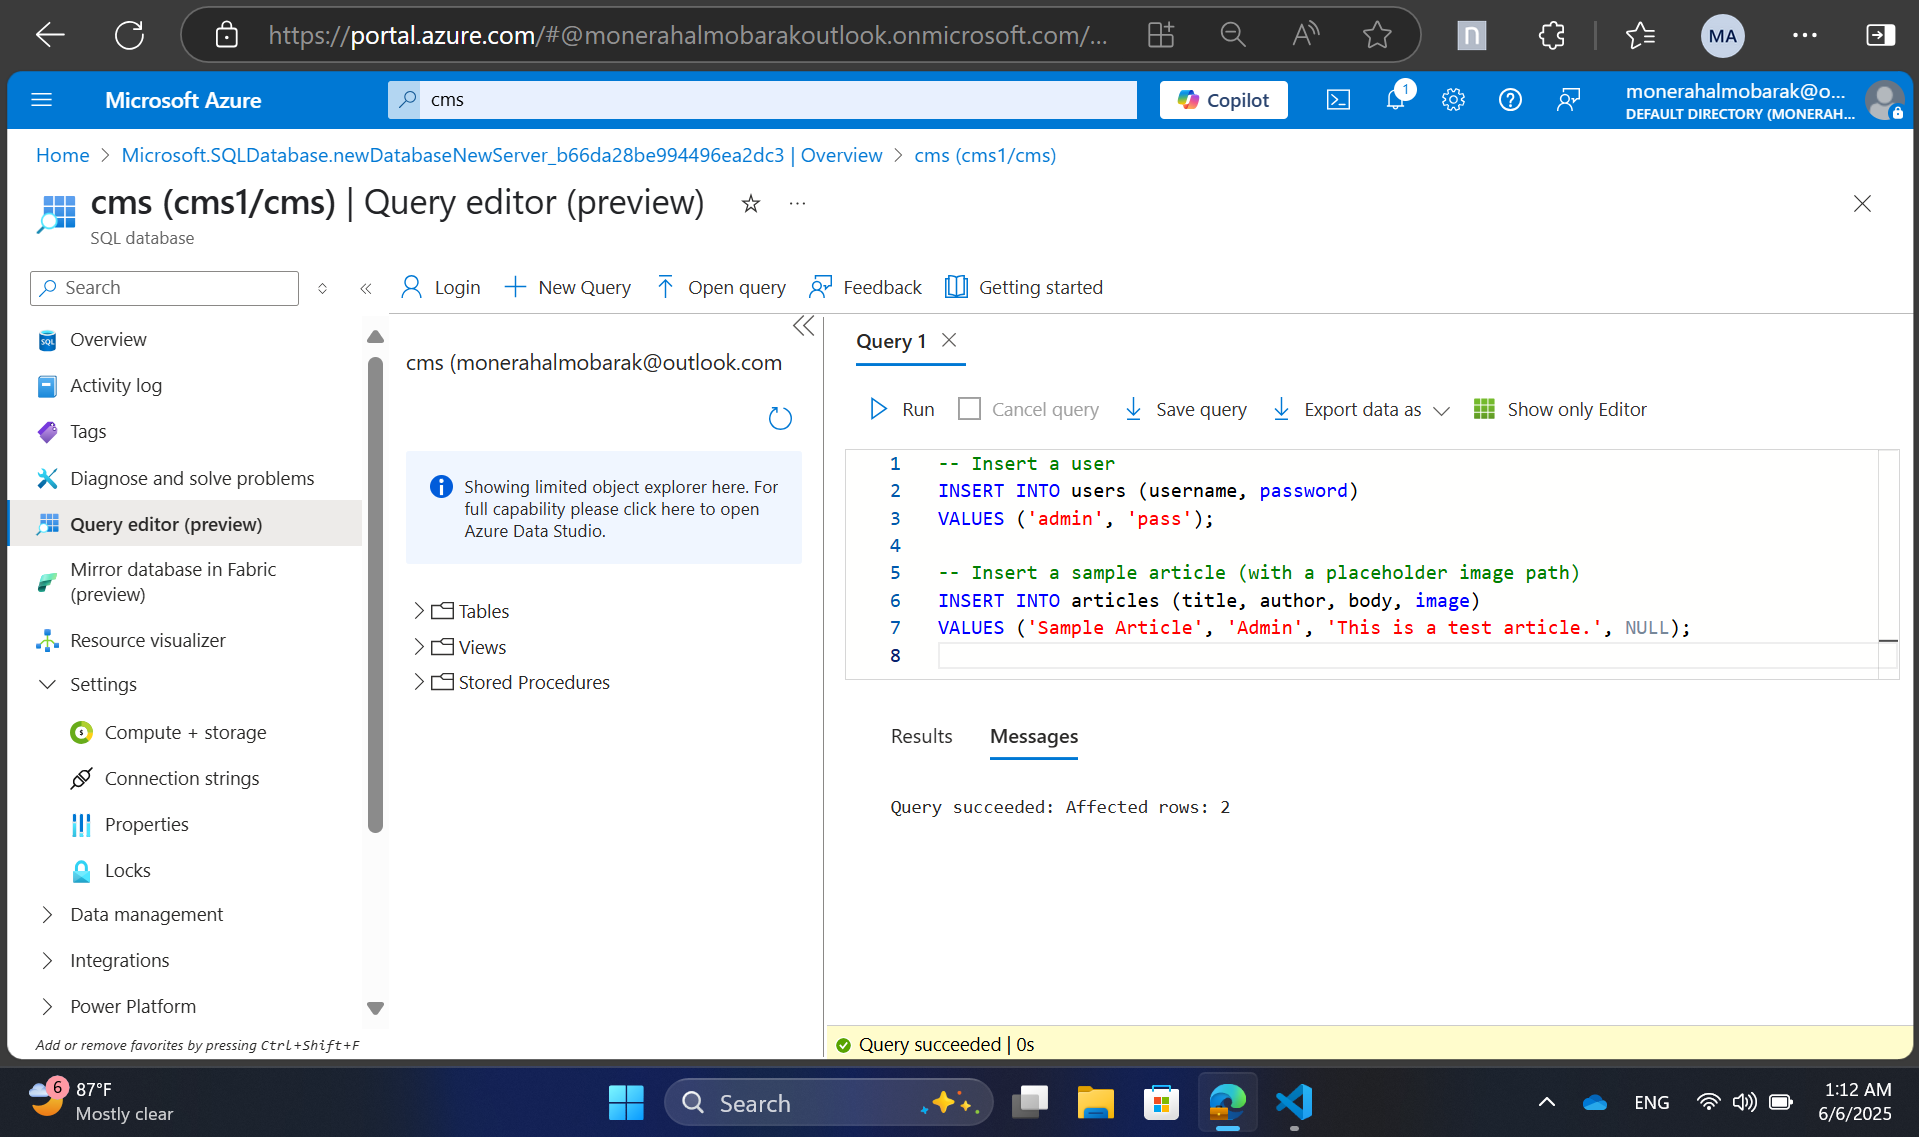 https://portal.azure.com/#@monerahalmobarakoutlook.onmicrosoft.com/...
n
MA
Microsoft Azure
cms
Copilot
1
monerahalmobarak@o...
DEFAULT DIRECTORY (MONERAH...
Home > Microsoft.SQLDatabase.newDatabaseNewServer_b66da28be994496ea2dc3 | Overview > cms (cms1/cms)
cms (cms1/cms) | Query editor (preview)
SQL database
Search
Login
New Query
Open query
Feedback
Getting started
Overview
Activity log
Tags
Diagnose and solve problems
Query editor (preview)
Mirror database in Fabric
(preview)
Resource visualizer
Settings
Compute + storage
Connection strings
Properties
Locks
Data management
Integrations
Power Platform
Add or remove favorites by pressing Ctrl+Shift+F
cms (monerahalmobarak@outlook.com
Showing limited object explorer here. For
full capability please click here to open
Azure Data Studio.
Tables
Views
Stored Procedures
Query 1
Run
Cancel query
Save query
Export data as
Show only Editor
1 -- Insert a user
2 INSERT INTO users (username, password)
3 VALUES ('admin', 'pass');
4
5 -- Insert a sample article (with a placeholder image path)
6 INSERT INTO articles (title, author, body, image)
7 VALUES ('Sample Article', 'Admin', 'This is a test article.', NULL);
8
Results
Messages
Query succeeded: Affected rows: 2
Query succeeded | 0s
6
87°F
Mostly clear
Search
ENG
1:12 AM
6/6/2025